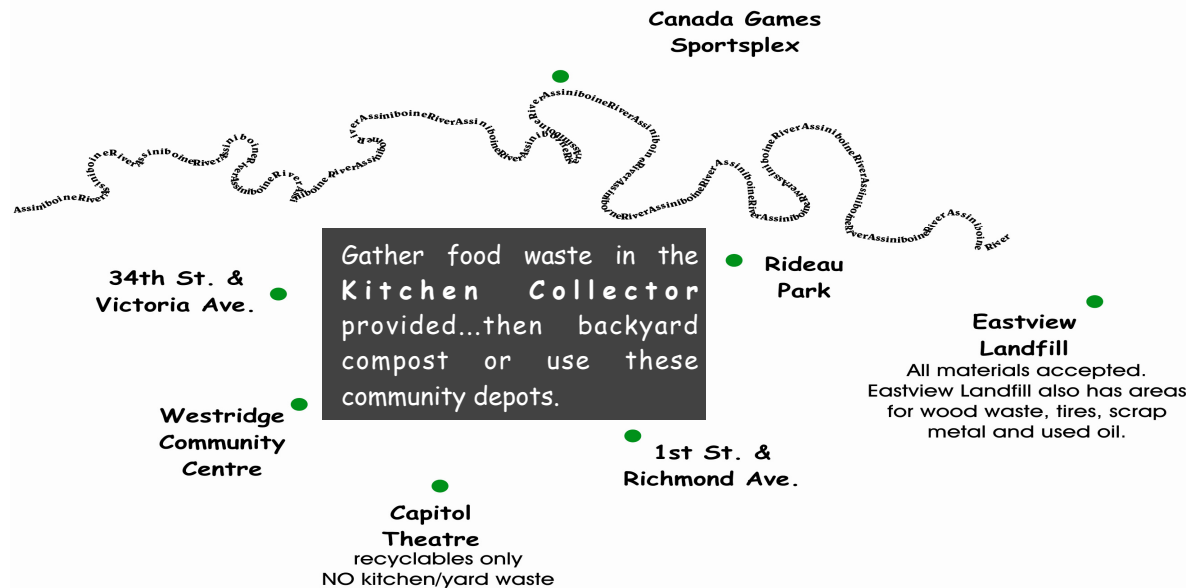 Canada Games
Sportsplex
AssiniboineRiverAssiniboineRiverAssiniboineRiverAssiniboineRiverAssiniboineRiverAssiniboineRiverAssiniboineRiverAssiniboineRiverAssiniboineRiverAssiniboineRiverAssiniboineRiverAssiniboineRiverAssiniboineRiverAssiniboineRiverAssiniboineRiverAssiniboineRiverAssiniboine River
34th St. &
Victoria Ave.
Gather food waste in the
Kitchen Collector
provided...then backyard
compost or use these
community depots.
Rideau
Park
Eastview
Landfill
All materials accepted.
Eastview Landfill also has areas
for wood waste, tires, scrap
metal and used oil.
Westridge
Community
Centre
1st St. &
Richmond Ave.
Capitol
Theatre
recyclables only
NO kitchen/yard waste